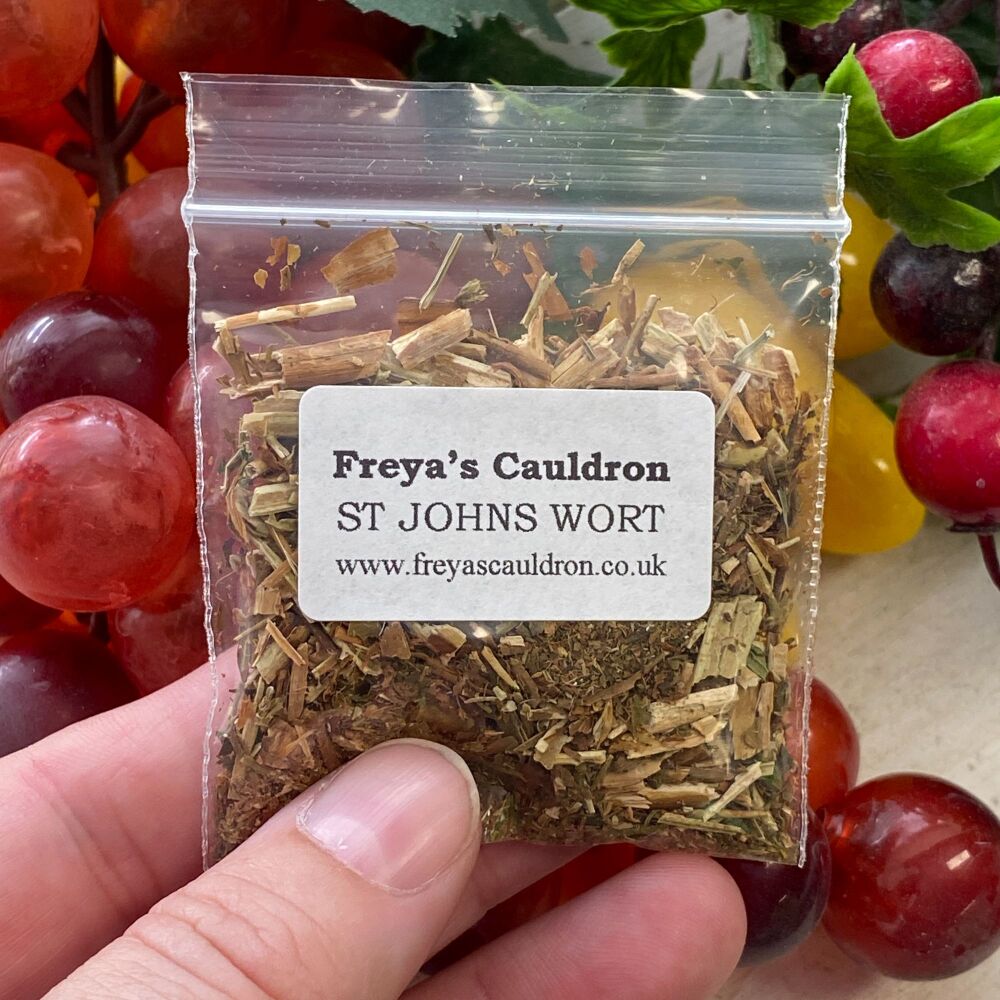 Freya's Cauldron
ST JOHNS WORT
www.freyascauldron.co.uk